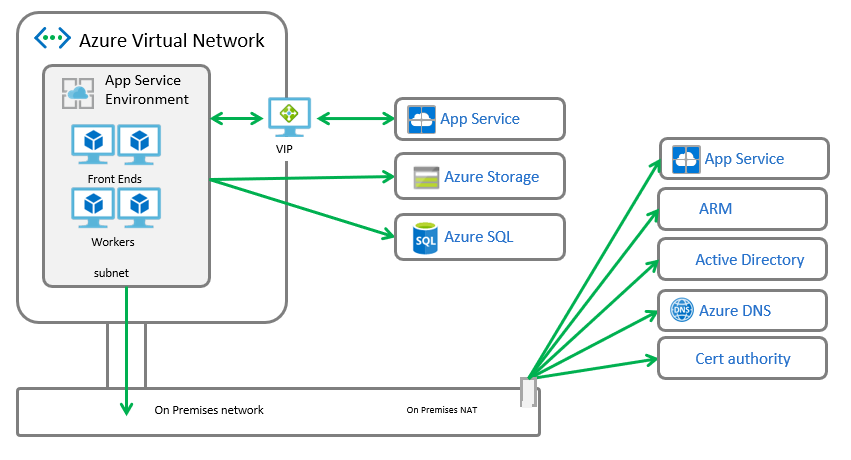 Azure Virtual Network
App Service
Environment
Front Ends
Workers
subnet
VIP
App Service
Azure Storage
SQL
Azure SQL
App Service
ARM
Active Directory
DNS
Azure DNS
Cert authority
On Premises network
On Premises NAT